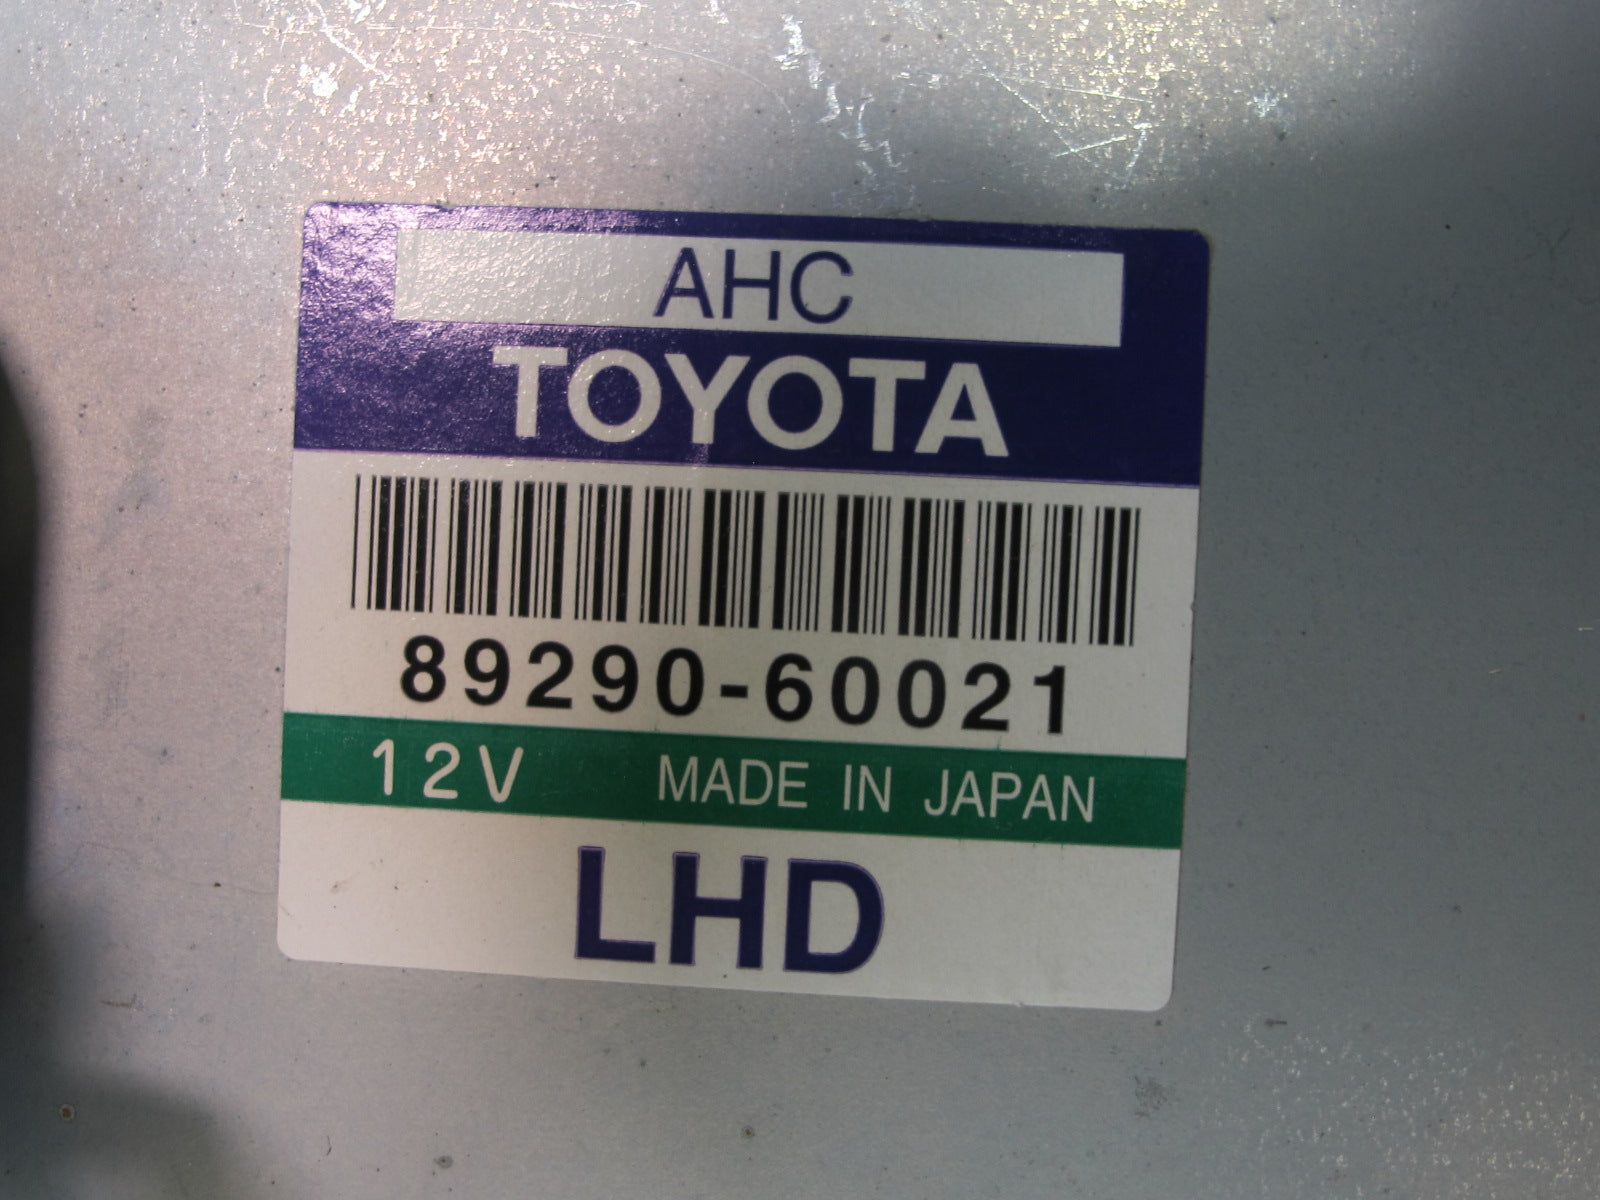 AHC
TOYOTA
89290-60021
12V MADE IN JAPAN
LHD